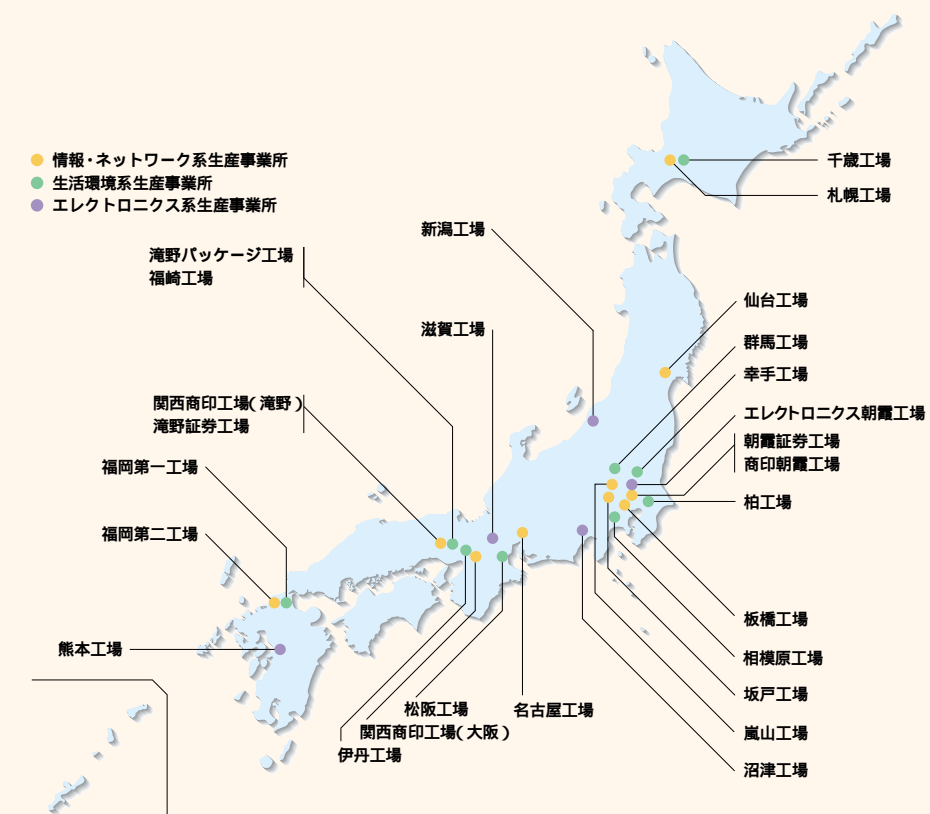 情報・ネットワーク系生産事業所
生活環境系生産事業所
エレクトロニクス系生産事業所
千歳工場
札幌工場
新潟工場
滝野パッケージ工場
福崎工場
仙台工場
滋賀工場
群馬工場
幸手工場
関西商印工場(滝野)
滝野証券工場
エレクトロニクス朝霞工場
朝霞証券工場
商印朝霞工場
福岡第一工場
柏工場
福岡第二工場
板橋工場
熊本工場
相模原工場
坂戸工場
松阪工場
名古屋工場
関西商印工場(大阪)
嵐山工場
伊丹工場
沼津工場